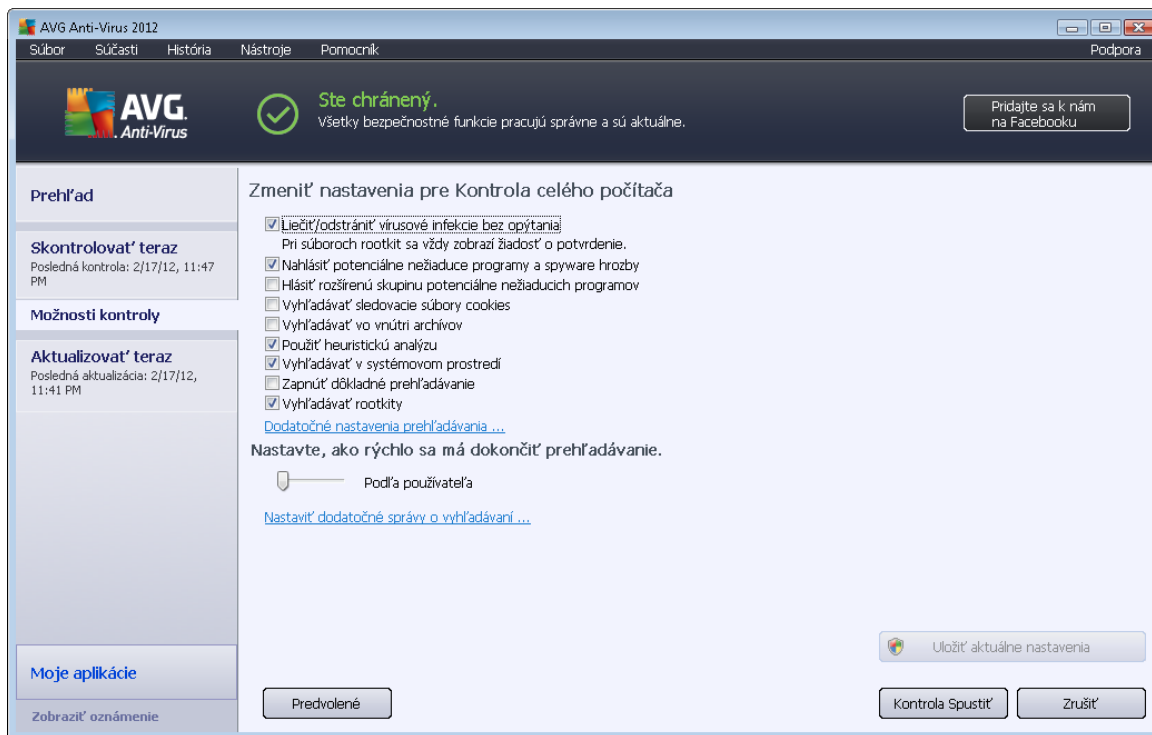 AVG Anti-Virus 2012
Súbor Súčasti História Nástroje Pomocník Podpora
AVG.
Anti-Virus
Ste chránený.
Všetky bezpečnostné funkcie pracujú správne a sú aktuálne.
Pridajte sa k nám
na Facebooku
Prehľad
Skontrolovať teraz
Posledná kontrola: 2/17/12, 11:47
PM
Možnosti kontroly
Aktualizovať teraz
Posledná aktualizácia: 2/17/12,
11:41 PM
Moje aplikácie
Zobraziť oznámenie
Zmeniť nastavenia pre Kontrola celého počítača
Liečiť/odstrániť vírusové infekcie bez opýtania
Pri súboroch rootkit sa vždy zobrazí žiadosť o potvrdenie.
Nahlásiť potenciálne nežiaduce programy a spyware hrozby
Hlásiť rozšírenú skupinu potenciálne nežiaducich programov
Vyhľadávať sledovacie súbory cookies
Vyhľadávať vo vnútri archívov
Použiť heuristickú analýzu
Vyhľadávať v systémovom prostredí
Zapnúť dôkladné prehľadávanie
Vyhľadávať rootkity
Dodatočné nastavenia prehľadávania ...
Nastavte, ako rýchlo sa má dokončiť prehľadávanie.
Podľa používateľa
Nastaviť dodatočné správy o vyhľadávaní ...
Uložiť aktuálne nastavenia
Predvolené
Kontrola Spustiť
Zrušiť